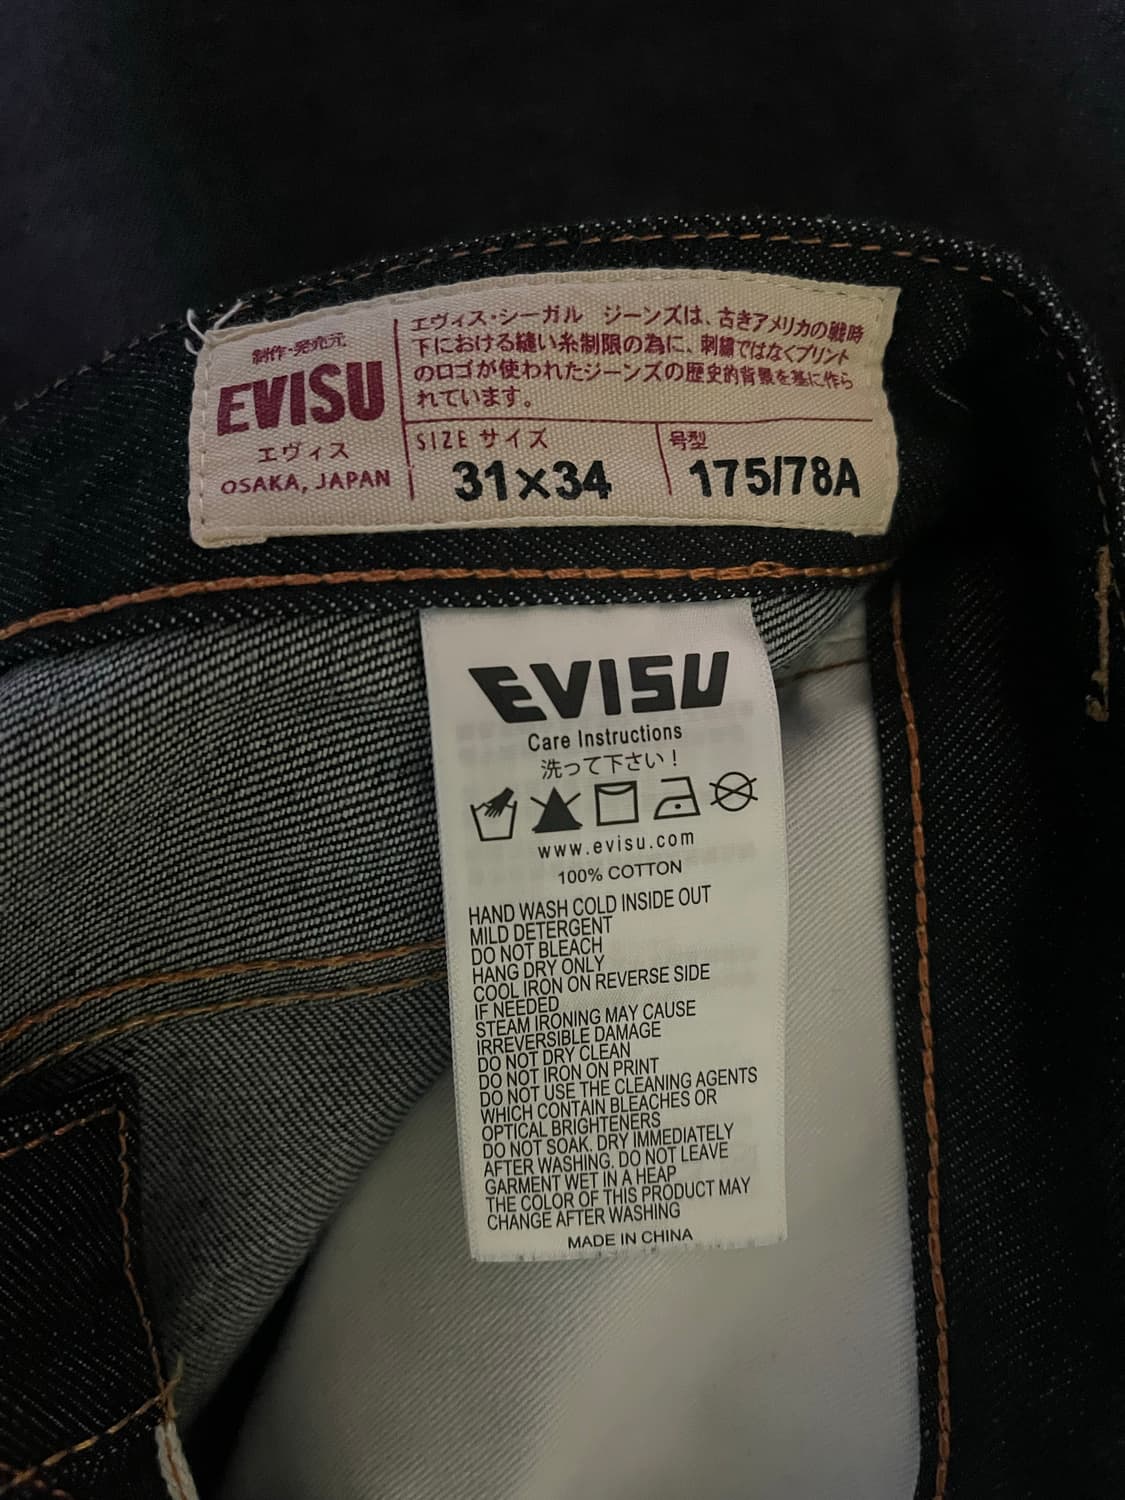 制作・発売元
EVISU
エヴィス
OSAKA, JAPAN
エヴィス・シーガル ジーンズは、古きアメリカの戦時
下における縫い糸制限の為に、刺繍ではなくプリント
のロゴが使われたジーンズの歴史的背景を基に作ら
れています。
SIZE サイズ
31×34
号型
175/78A
EVISU
Care Instructions
洗って下さい！
www.evisu.com
100% COTTON
HAND WASH COLD INSIDE OUT
MILD DETERGENT
DO NOT BLEACH
HANG DRY ONLY
COOL IRON ON REVERSE SIDE
IF NEEDED
STEAM IRONING MAY CAUSE
IRREVERSIBLE DAMAGE
DO NOT DRY CLEAN
DO NOT IRON ON PRINT
DO NOT USE THE CLEANING AGENTS
WHICH CONTAIN BLEACHES OR
OPTICAL BRIGHTENERS
DO NOT SOAK. DRY IMMEDIATELY
AFTER WASHING. DO NOT LEAVE
GARMENT WET IN A HEAP
THE COLOR OF THIS PRODUCT MAY
CHANGE AFTER WASHING
MADE IN CHINA